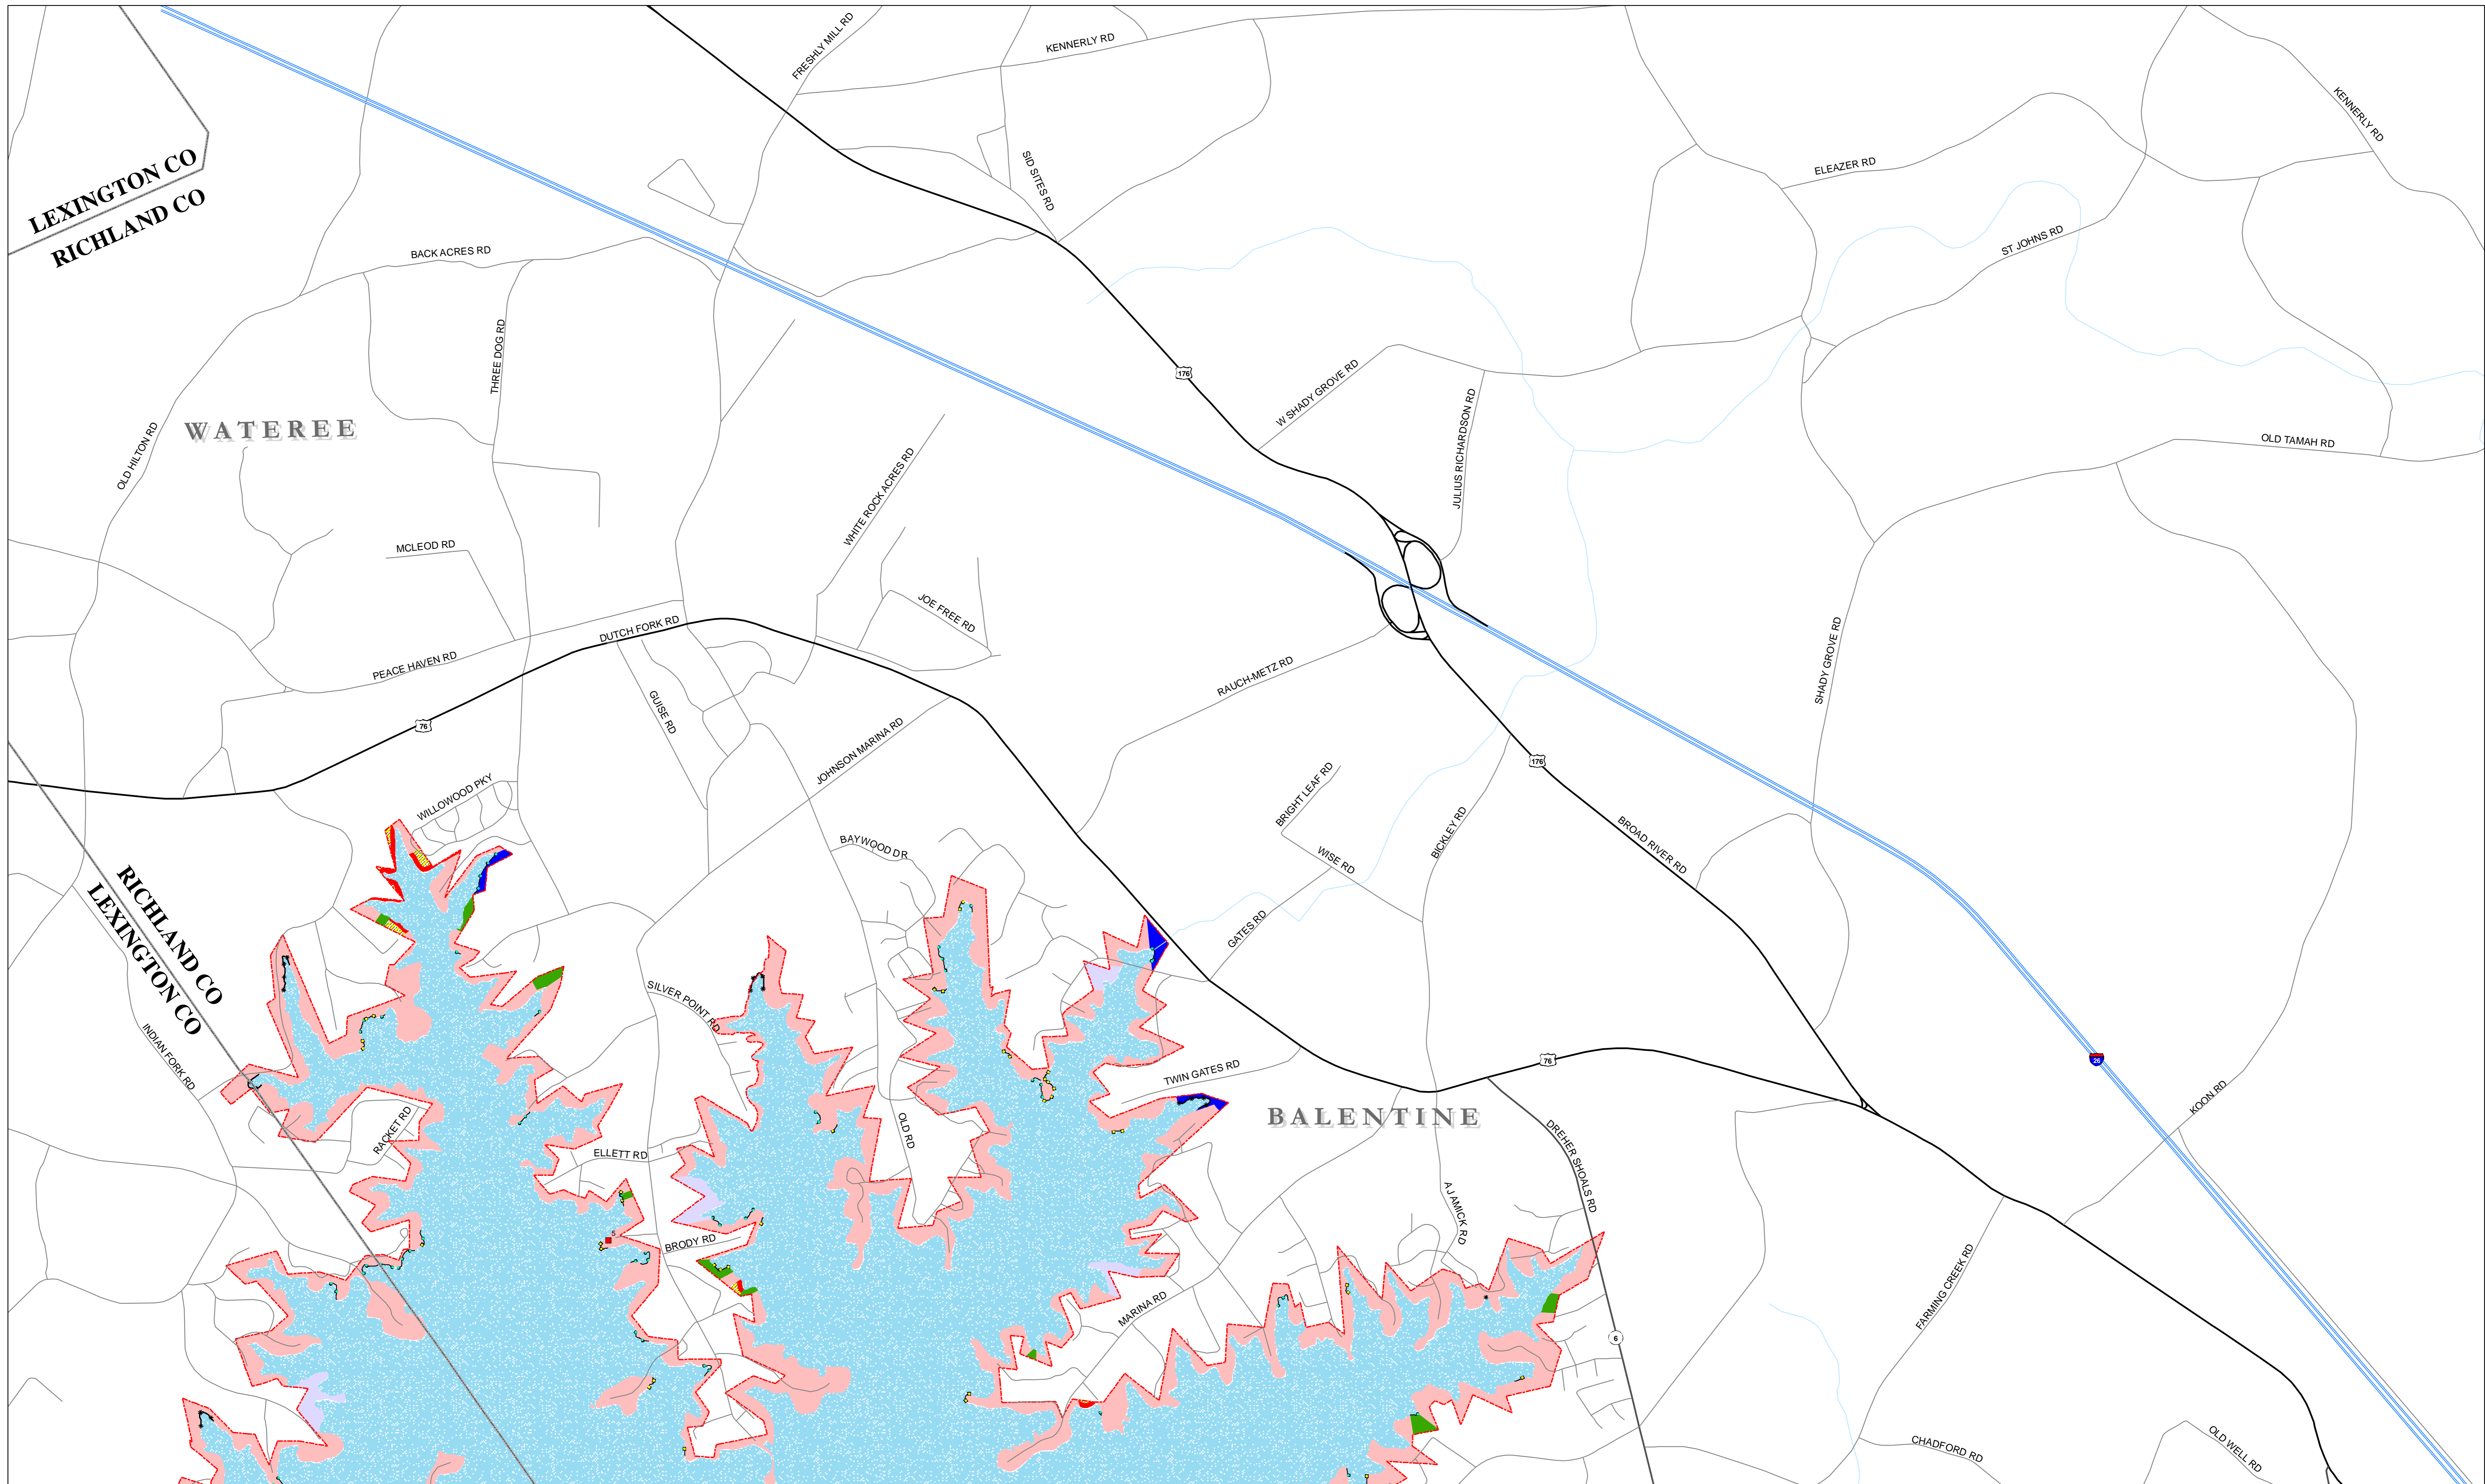 FRESHLY MILL RD
KENNERLY RD
KENNERLY RD
LEXINGTON CO
RICHLAND CO
SID SITES RD
ELEAZER RD
ST JOHNS RD
BACK ACRES RD
THREE DOG RD
176
W SHADY GROVE RD
JULIUS RICHARDSON RD
OLD HILTON RD
WATEREE
WHITE ROCK ACRES RD
OLD TAMAH RD
MCLEOD RD
JOE FREE RD
DUTCH FORK RD
PEACE HAVEN RD
RAUCH-METZ RD
SHADY GROVE RD
GUISE RD
76
JOHNSON MARINA RD
176
WILLOWOOD PKY
BRIGHT LEAF RD
BICKLEY RD
BROAD RIVER RD
BAYWOOD DR
WISE RD
RICHLAND CO
LEXINGTON CO
GATES RD
SILVER POINT RD
INDIAN FORK RD
TWIN GATES RD
76
26
KOON RD
RACKET RD
OLD RD
BALENTINE
ELLETT RD
DREHER SHOALS RD
AJ AMICK RD
5
BRODY RD
MARINA RD
FARMING CREEK RD
6
CHADFORD RD
OLD WELL RD